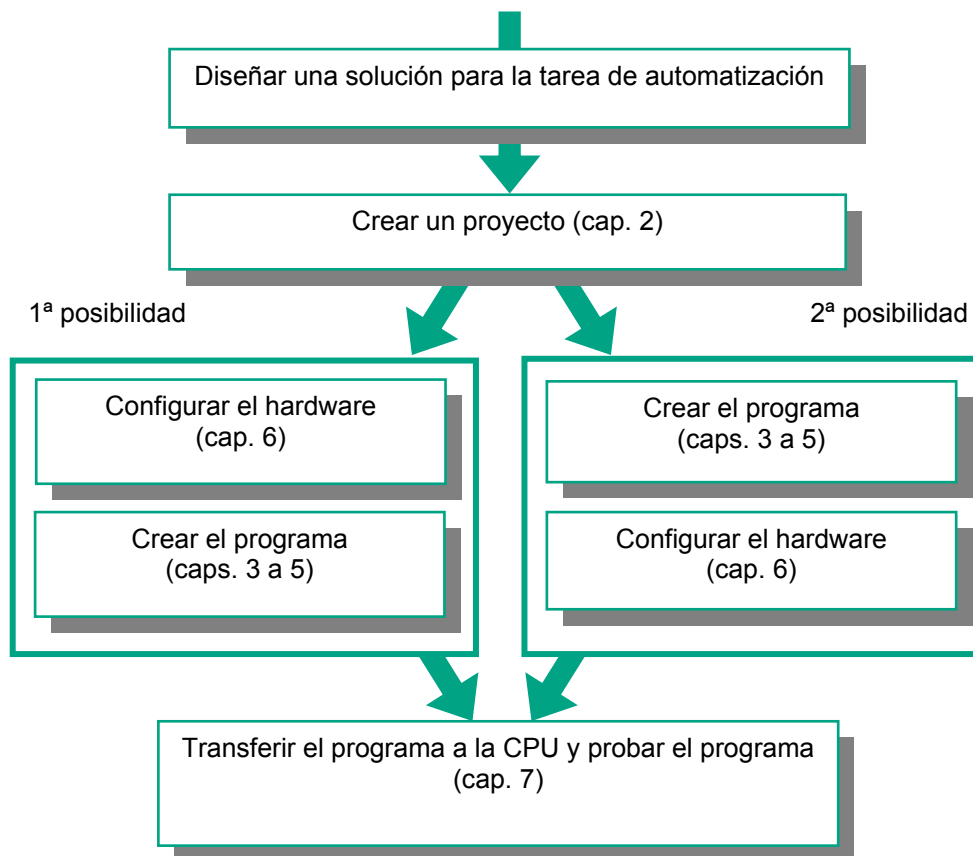 Diseñar una solución para la tarea de automatización
Crear un proyecto (cap. 2)
1ª posibilidad
2ª posibilidad
Configurar el hardware
(cap. 6)
Crear el programa
(caps. 3 a 5)
Crear el programa
(caps. 3 a 5)
Configurar el hardware
(cap. 6)
Transferir el programa a la CPU y probar el programa
(cap. 7)